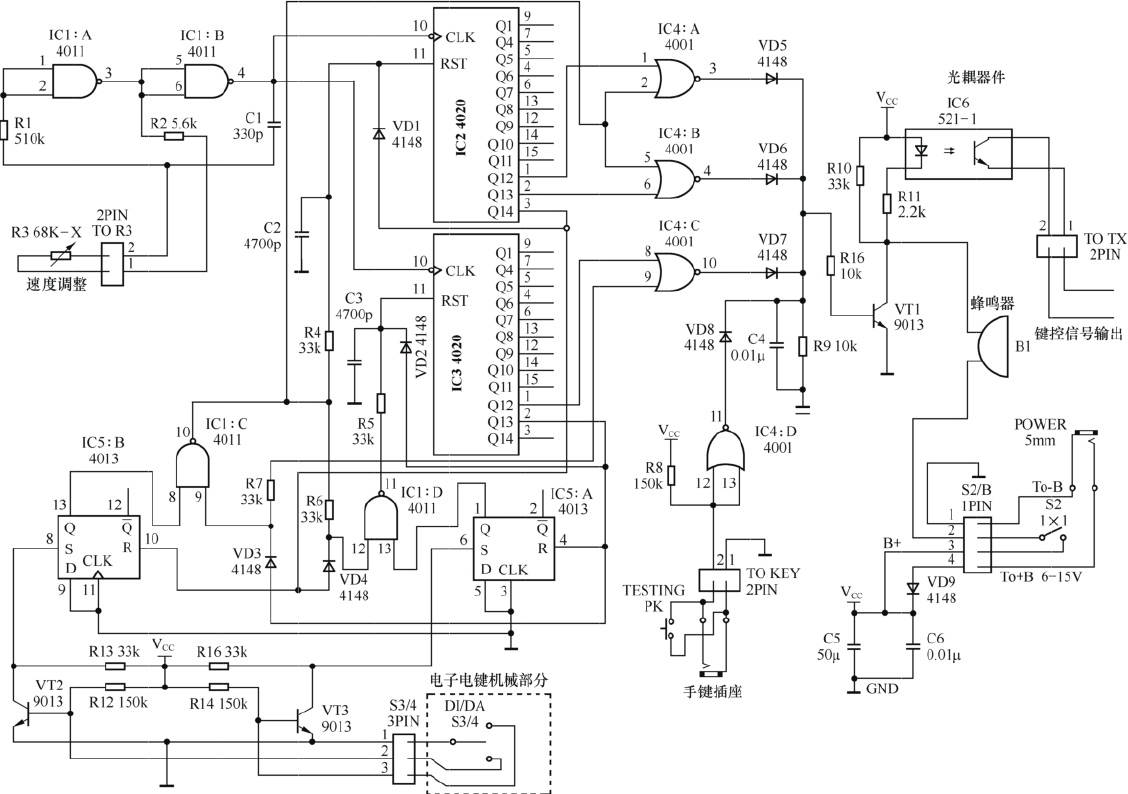 IC1:A
4011
1
2
3
IC1:B
4011
5
6
4
R1
510k
R2 5.6k
C1
330p
R3 68K-X
速度调整
2PIN
TO R3
2
1
10
CLK
11
RST
IC2 4020
Q1 9
Q4 7
Q5 5
Q6 4
Q7 6
Q8 13
Q9 12
Q10 14
Q11 15
Q12 1
Q13 2
Q14 3
VD1
4148
C2
4700p
10
CLK
11
RST
IC3 4020
Q1 9
Q4 7
Q5 5
Q6 4
Q7 6
Q8 13
Q9 12
Q10 14
Q11 15
Q12 1
Q13 2
Q14 3
C3
4700p
VD2 4148
R4
33k
R5
33k
IC4:A
4001
1
2
3
IC4:B
4001
5
6
4
IC4:C
4001
8
9
10
VD5
4148
VD6
4148
VD7
4148
VD8
4148
C4
0.01μ
R9 10k
R16
10k
光耦器件
VCC
IC6
521-1
R10
33k
R11
2.2k
2
1
TO TX
2PIN
键控信号输出
VT1
9013
蜂鸣器
B1
11
IC4:D
4001
12
13
VCC
R8
150k
2
1
TO KEY
2PIN
TESTING
PK
手键插座
POWER
5mm
S2/B
1PIN
To-B
S2
1×1
1
2
3
4
B+
To+B 6-15V
VD9
4148
VCC
C5
50μ
C6
0.01μ
GND
IC5:B
4013
13
12
Q
Q̅
8
S
R
10
D
CLK
9
11
10
IC1:C
4011
8
9
R7
33k
VD3
4148
R6
33k
VD4
4148
11
IC1:D
4011
12
13
1
2
IC5:A
4013
Q
Q̅
6
S
R
4
D
CLK
5
3
R13 33k
VCC
R16 33k
R12 150k
R14 150k
VT2
9013
VT3
9013
S3/4
3PIN
1
2
3
电子电键机械部分
DI/DA
S3/4